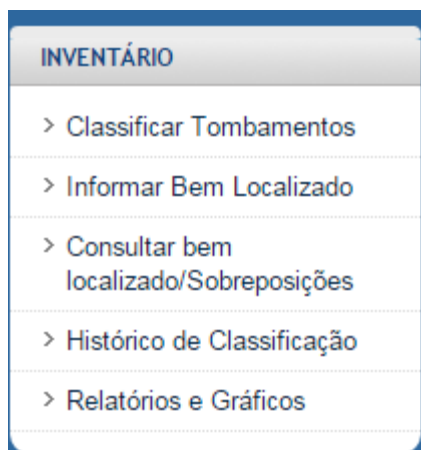 INVENTÁRIO
> Classificar Tombamentos
> Informar Bem Localizado
> Consultar bem
localizado/Sobreposições
> Histórico de Classificação
> Relatórios e Gráficos